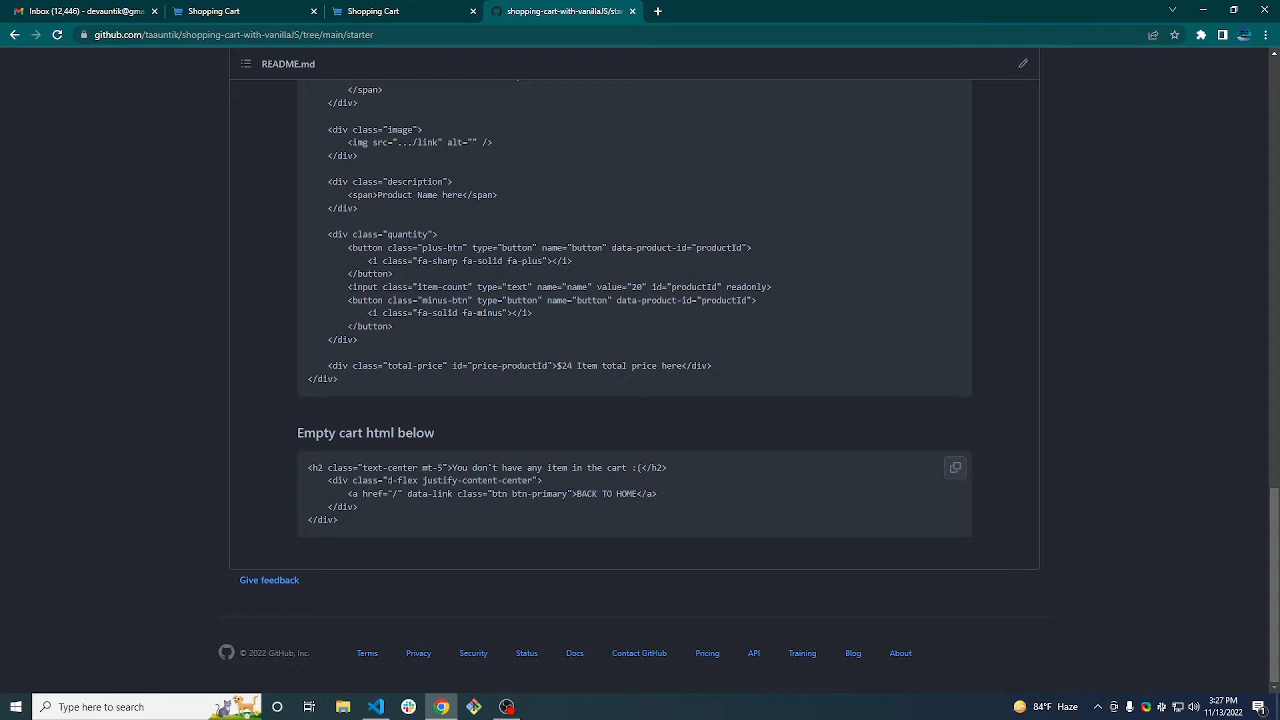 Inbox (12,446) - devauntik@gma
Shopping Cart
Shopping Cart
shopping-cart-with-vanillaJS/sta
github.com/taauntik/shopping-cart-with-vanillaJS/tree/main/starter
README.md
</span>
</div>
<div class="image">
<img src=".../link" alt="" />
</div>
<div class="description">
<span>Product Name here</span>
</div>
<div class="quantity">
<button class="plus-btn" type="button" name="button" data-product-id="productId">
<i class="fa-sharp fa-solid fa-plus"></i>
</button>
<input class="item-count" type="text" name="name" value="20" id="productId" readonly>
<button class="minus-btn" type="button" name="button" data-product-id="productId">
<i class="fa-solid fa-minus"></i>
</button>
</div>
<div class="total-price" id="price-productId">$24 Item total price here</div>
</div>
Empty cart html below
<h2 class="text-center mt-5">You don't have any item in the cart :(</h2>
<div class="d-flex justify-content-center">
<a href="/" data-link class="btn btn-primary">BACK TO HOME</a>
</div>
</div>
Give feedback
© 2022 GitHub, Inc.
Terms
Privacy
Security
Status
Docs
Contact GitHub
Pricing
API
Training
Blog
About
Type here to search
84°F Haze
3:27 PM
11/13/2022